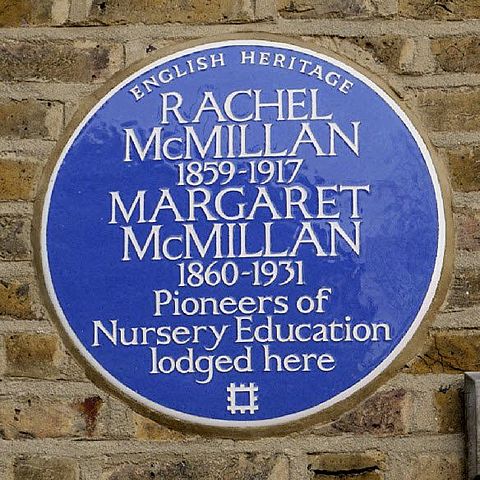 ENGLISH HERITAGE
RACHEL
McMILLAN
1859-1917
MARGARET
McMILLAN
1860-1931
Pioneers of
Nursery Education
lodged here